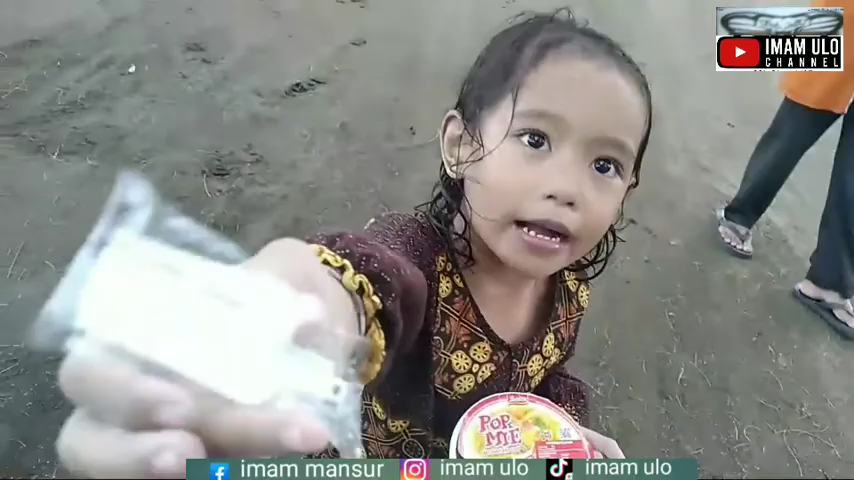 IMAM ULO
CHANNEL
POP
MIE
imam mansur
imam ulo
imam ulo